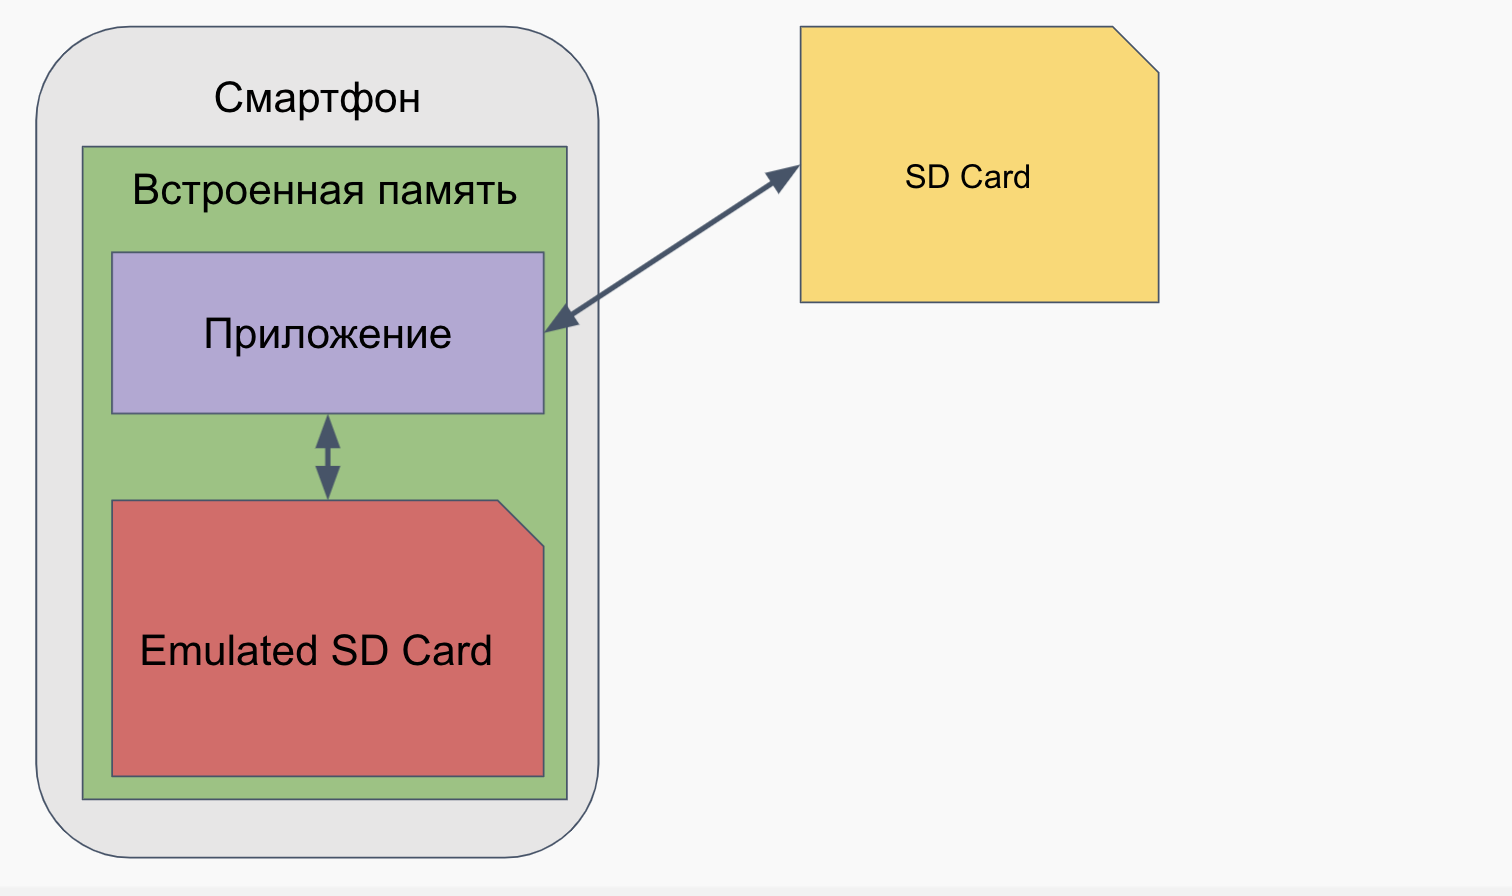 Смартфон
Встроенная память
SD Card
Приложение
Emulated SD Card